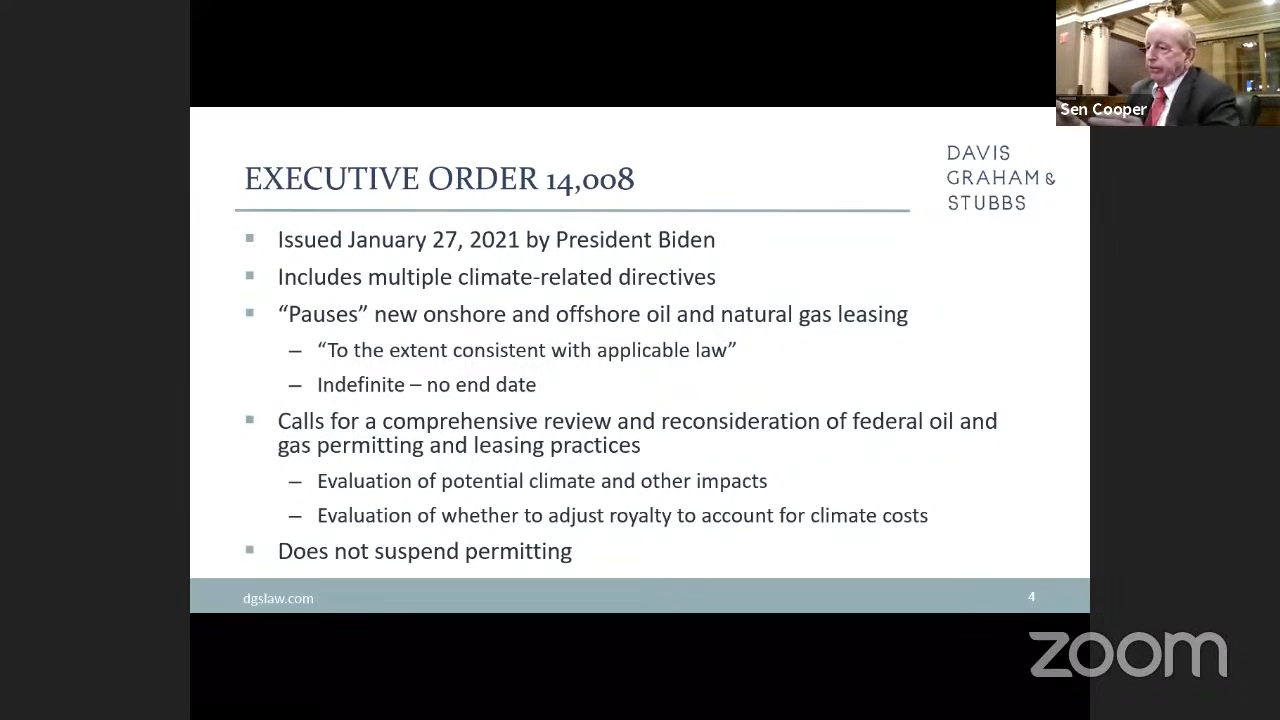 Sen Cooper
DAVIS
GRAHAM &
STUBBS
EXECUTIVE ORDER 14,008
Issued January 27, 2021 by President Biden
Includes multiple climate-related directives
“Pauses” new onshore and offshore oil and natural gas leasing
– “To the extent consistent with applicable law”
– Indefinite – no end date
Calls for a comprehensive review and reconsideration of federal oil and
gas permitting and leasing practices
– Evaluation of potential climate and other impacts
– Evaluation of whether to adjust royalty to account for climate costs
Does not suspend permitting
dgslaw.com
4
zoom